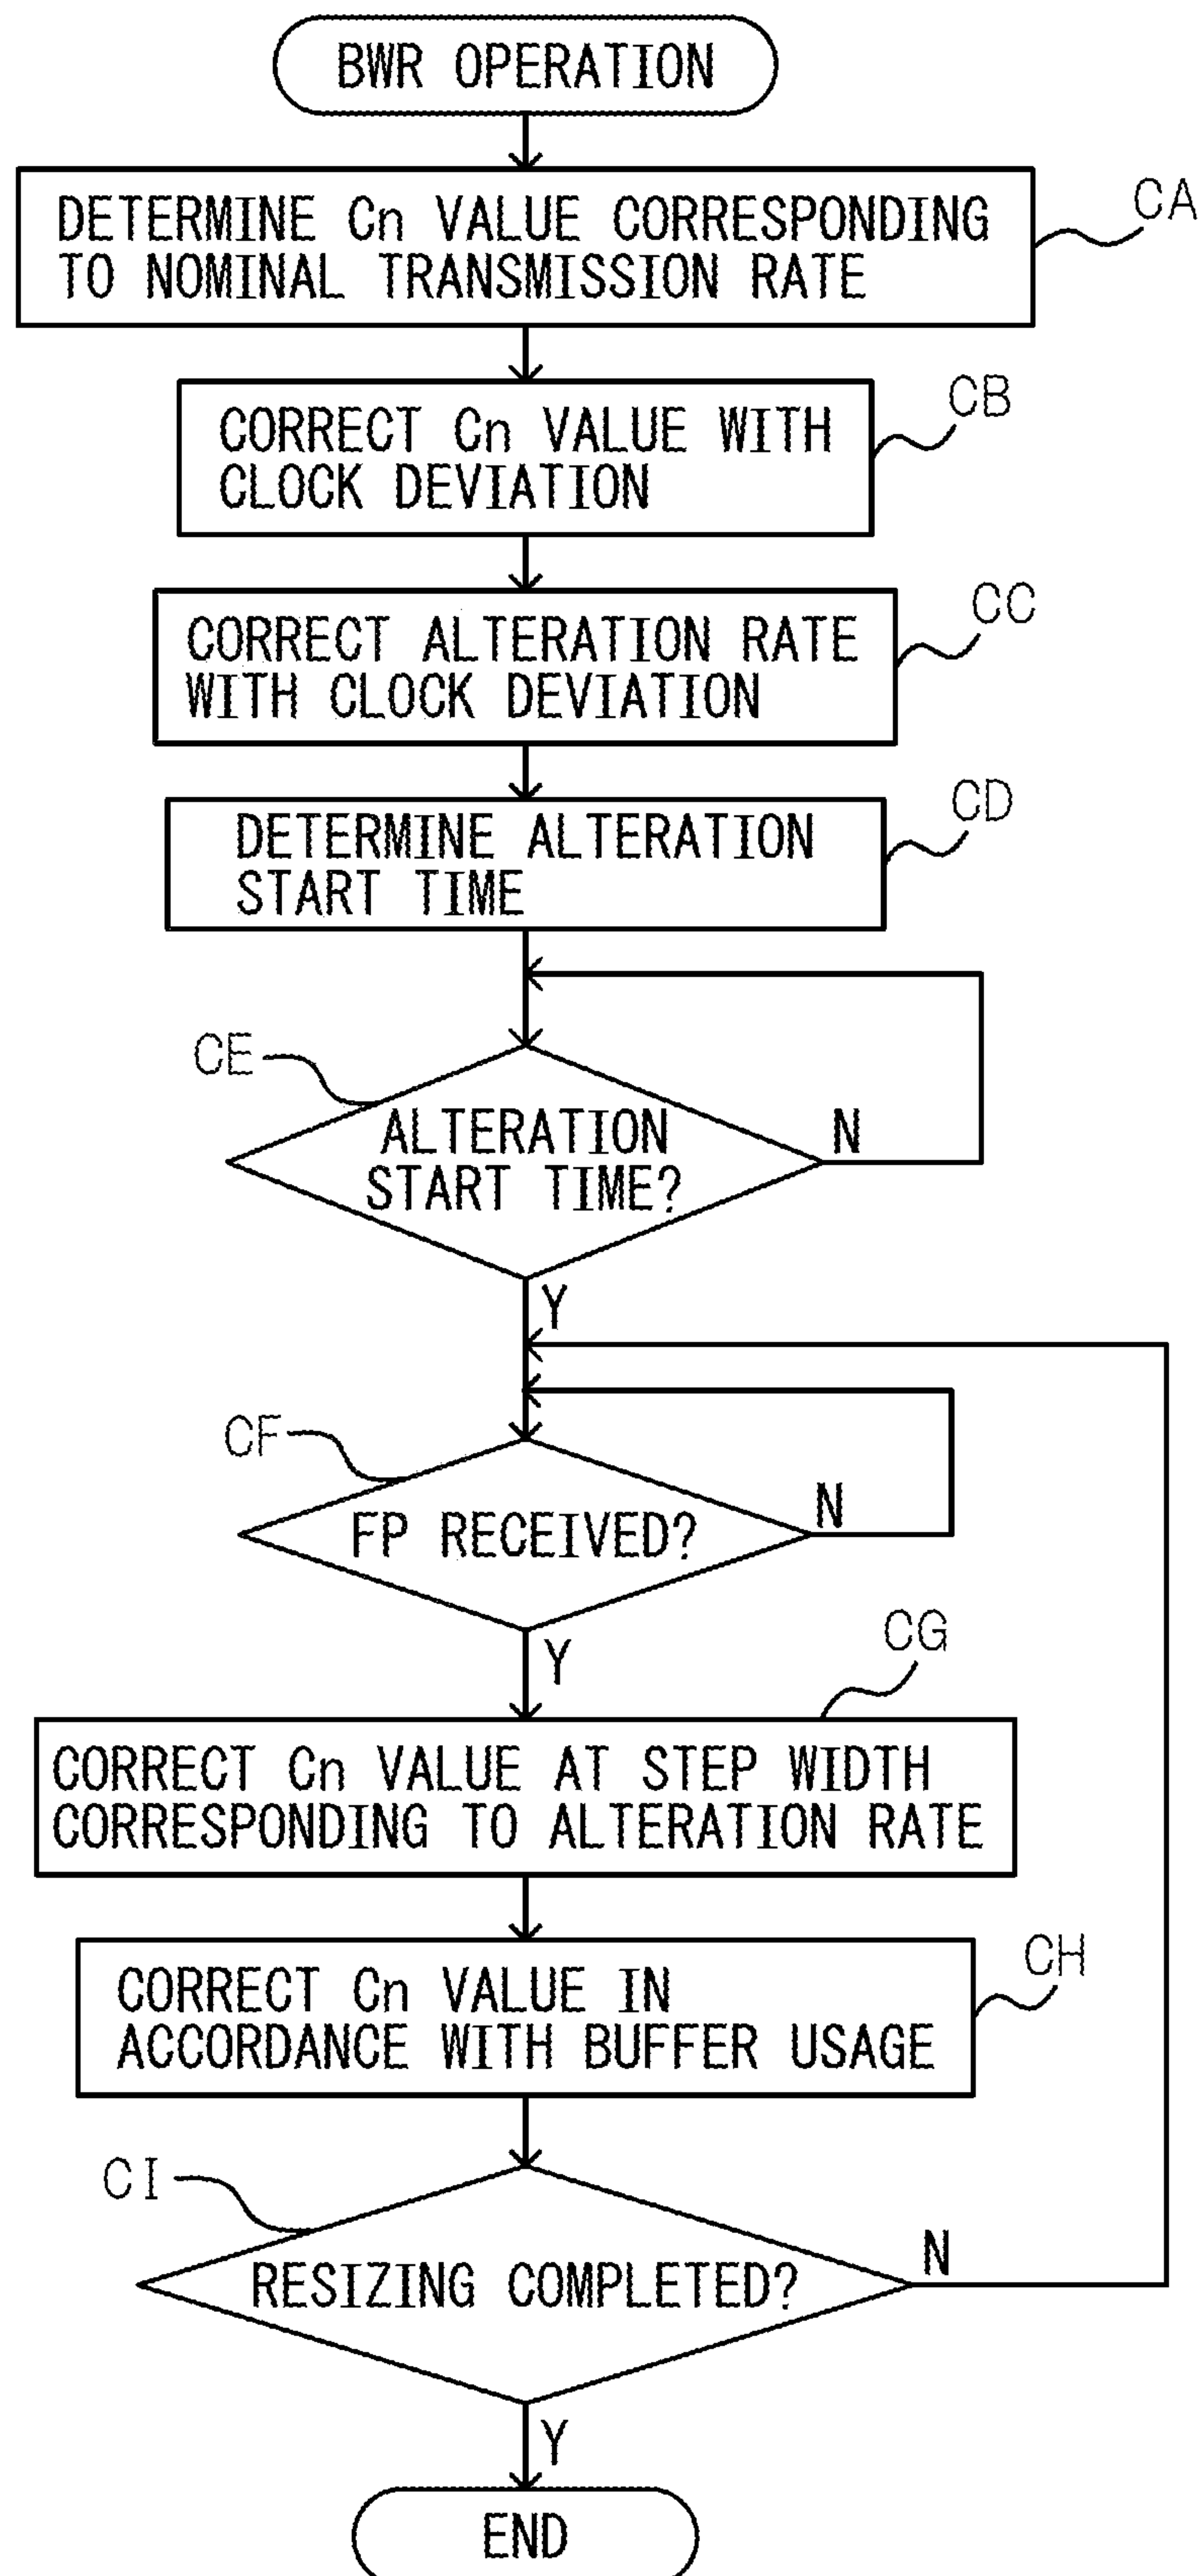 BWR OPERATION
DETERMINE Cn VALUE CORRESPONDING
TO NOMINAL TRANSMISSION RATE
CA
CORRECT Cn VALUE WITH
CLOCK DEVIATION
CB
CORRECT ALTERATION RATE
WITH CLOCK DEVIATION
CC
DETERMINE ALTERATION
START TIME
CD
CE
ALTERATION
START TIME?
N
Y
CF
FP RECEIVED?
N
Y
CG
CORRECT Cn VALUE AT STEP WIDTH
CORRESPONDING TO ALTERATION RATE
CORRECT Cn VALUE IN
ACCORDANCE WITH BUFFER USAGE
CH
CI
RESIZING COMPLETED?
N
Y
END